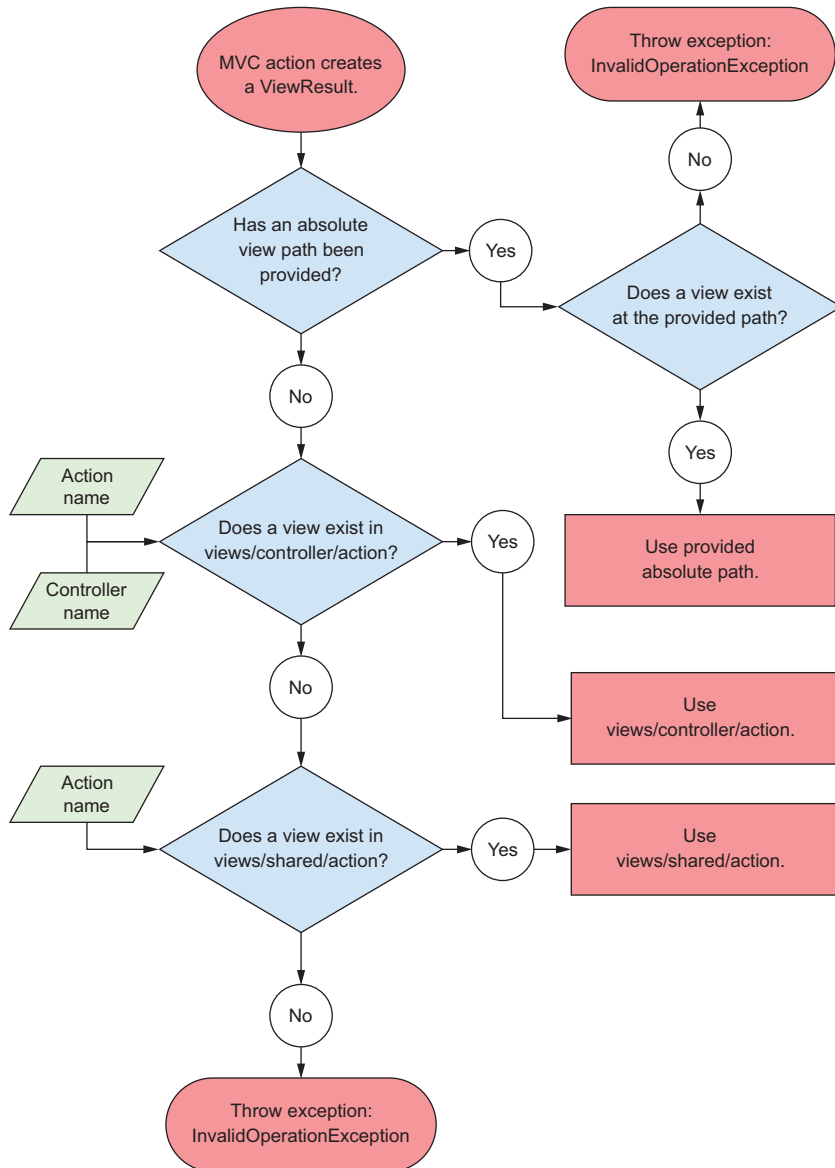 MVC action creates
a ViewResult.
Throw exception:
InvalidOperationException
No
Has an absolute
view path been
provided?
Yes
Does a view exist
at the provided path?
No
Yes
Action
name
Does a view exist in
views/controller/action?
Yes
Use provided
absolute path.
Controller
name
No
Use
views/controller/action.
Action
name
Does a view exist in
views/shared/action?
Yes
Use
views/shared/action.
No
Throw exception:
InvalidOperationException